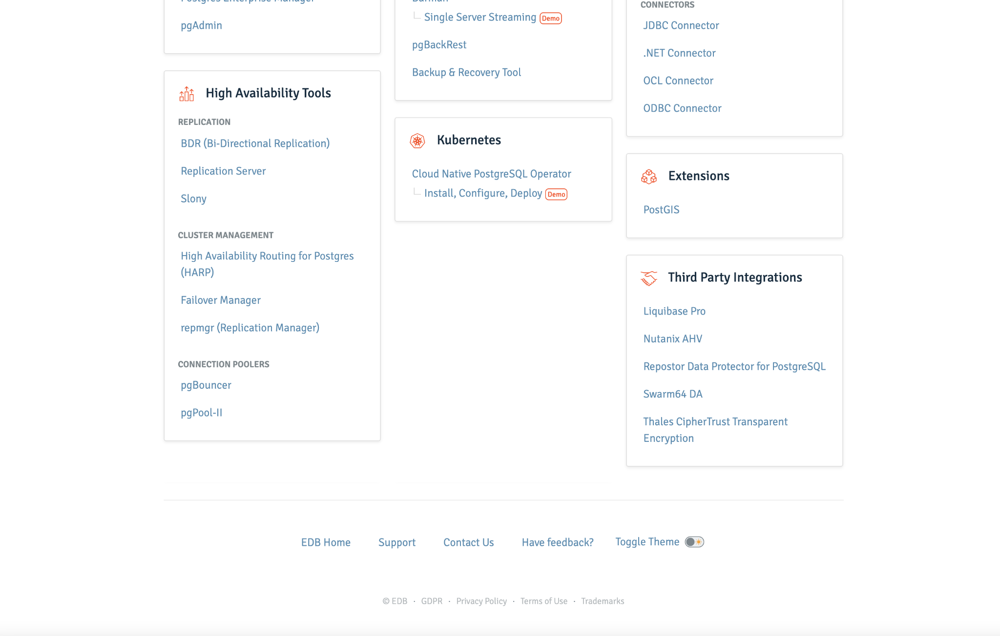 Postgres Enterprise Manager
pgAdmin
High Availability Tools
REPLICATION
BDR (Bi-Directional Replication)
Replication Server
Slony
CLUSTER MANAGEMENT
High Availability Routing for Postgres
(HARP)
Failover Manager
repmgr (Replication Manager)
CONNECTION POOLERS
pgBouncer
pgPool-II
Barman
Single Server Streaming Demo
pgBackRest
Backup & Recovery Tool
Kubernetes
Cloud Native PostgreSQL Operator
Install, Configure, Deploy Demo
CONNECTORS
JDBC Connector
.NET Connector
OCL Connector
ODBC Connector
Extensions
PostGIS
Third Party Integrations
Liquibase Pro
Nutanix AHV
Repostor Data Protector for PostgreSQL
Swarm64 DA
Thales CipherTrust Transparent
Encryption
EDB Home Support Contact Us Have feedback? Toggle Theme
© EDB · GDPR · Privacy Policy · Terms of Use · Trademarks